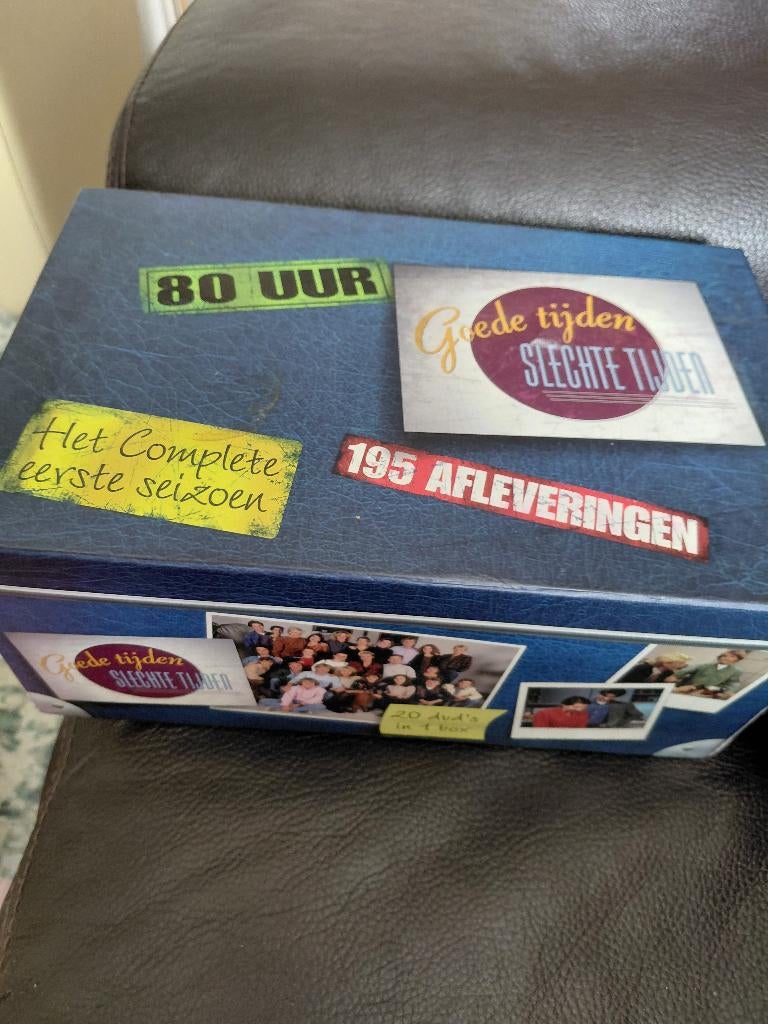 80 UUR
Goede tijden
SLECHTE TIJDEN
Het Complete
eerste seizoen
195 AFLEVERINGEN
Goede tijden
SLECHTE TIJDEN
20 dvd's
in 1 box